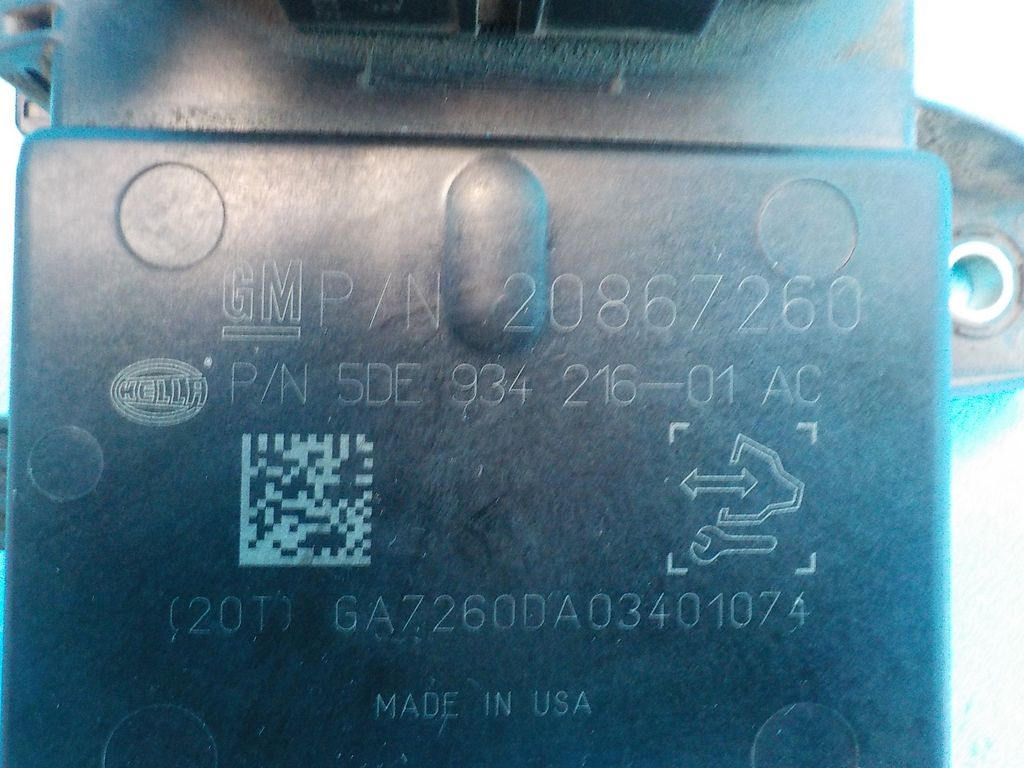 GM P/N 20867260
HELLA P/N 5DE 934 216-01 AC
(20T) GA7260DA03401074
MADE IN USA